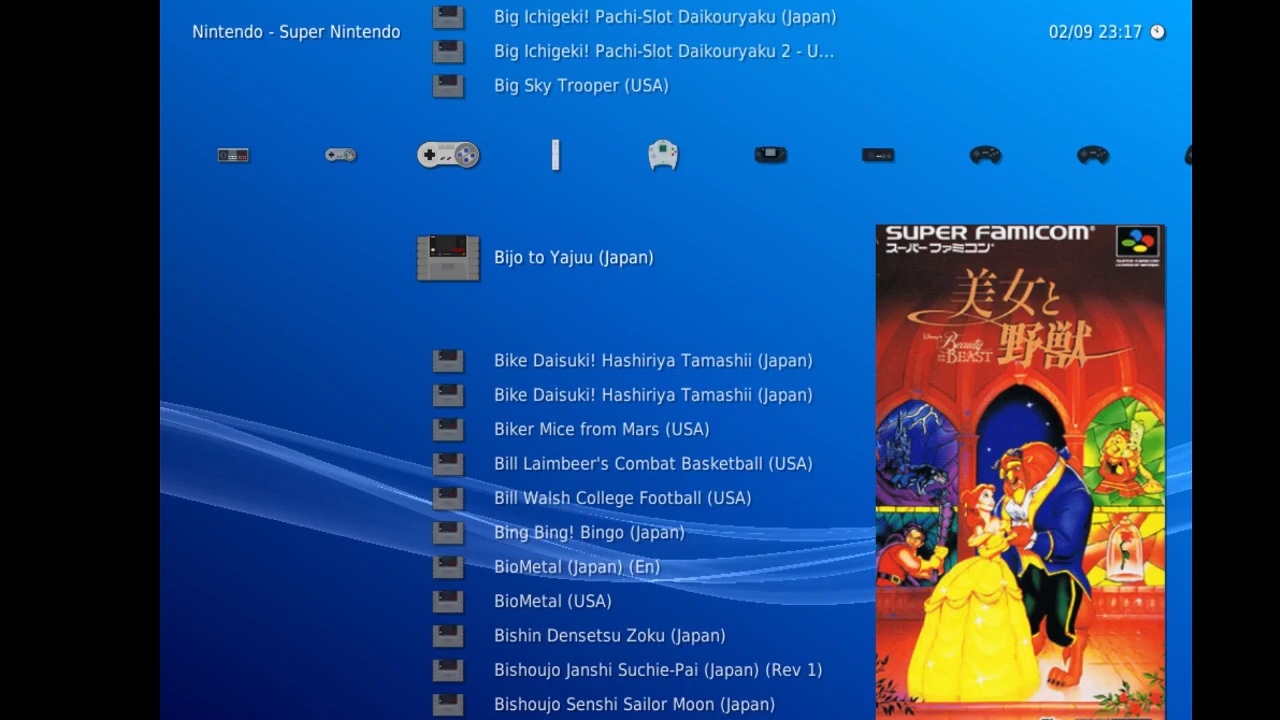 Big Ichigeki! Pachi-Slot Daikouryaku (Japan)
Nintendo - Super Nintendo
02/09 23:17
Big Ichigeki! Pachi-Slot Daikouryaku 2 - U...
Big Sky Trooper (USA)
Bijo to Yajuu (Japan)
SUPER FAMICOM
スーパーファミコン
美女と
野獣
Disney's
Beauty
AND THE
BEAST
Bike Daisuki! Hashiriya Tamashii (Japan)
Bike Daisuki! Hashiriya Tamashii (Japan)
Biker Mice from Mars (USA)
Bill Laimbeer's Combat Basketball (USA)
Bill Walsh College Football (USA)
Bing Bing! Bingo (Japan)
BioMetal (Japan) (En)
BioMetal (USA)
Bishin Densetsu Zoku (Japan)
Bishoujo Janshi Suchie-Pai (Japan) (Rev 1)
Bishoujo Senshi Sailor Moon (Japan)